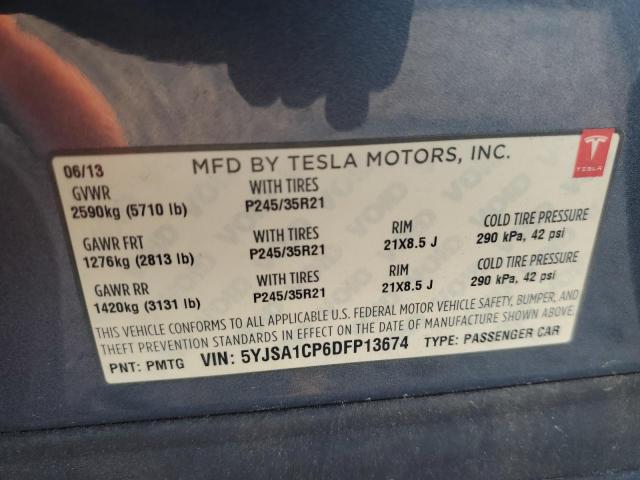 06/13 MFD BY TESLA MOTORS, INC.
TESLA
GVWR WITH TIRES
2590kg (5710 lb) P245/35R21
GAWR FRT WITH TIRES RIM COLD TIRE PRESSURE
1276kg (2813 lb) P245/35R21 21X8.5 J 290 kPa, 42 psi
GAWR RR WITH TIRES RIM COLD TIRE PRESSURE
1420kg (3131 lb) P245/35R21 21X8.5 J 290 kPa, 42 psi
THIS VEHICLE CONFORMS TO ALL APPLICABLE U.S. FEDERAL MOTOR VEHICLE SAFETY, BUMPER, AND
THEFT PREVENTION STANDARDS IN EFFECT ON THE DATE OF MANUFACTURE SHOWN ABOVE.
PNT: PMTG VIN: 5YJSA1CP6DFP13674 TYPE: PASSENGER CAR